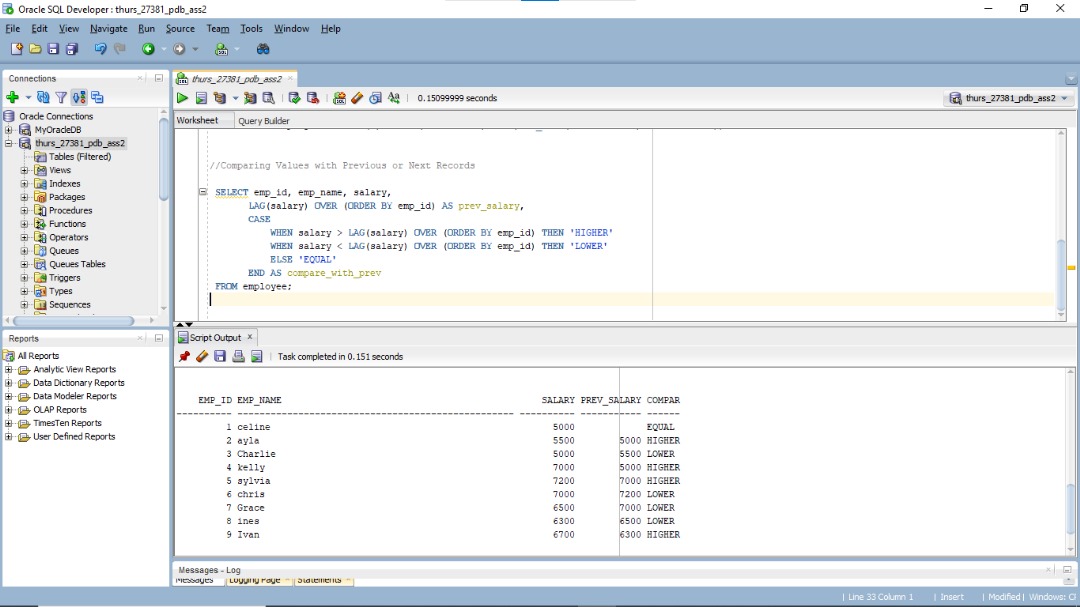 Oracle SQL Developer : thurs_27381_pdb_ass2
File Edit View Navigate Run Source Team Tools Window Help
Connections
Oracle Connections
MyOracleDB
thurs_27381_pdb_ass2
Tables (Filtered)
Views
Indexes
Packages
Procedures
Functions
Operators
Queues
Queues Tables
Triggers
Types
Sequences
Reports
All Reports
Analytic View Reports
Data Dictionary Reports
Data Modeler Reports
OLAP Reports
TimesTen Reports
User Defined Reports
thurs_27381_pdb_ass2
0.15099999 seconds
thurs_27381_pdb_ass2
Worksheet Query Builder
//Comparing Values with Previous or Next Records
SELECT emp_id, emp_name, salary,
LAG(salary) OVER (ORDER BY emp_id) AS prev_salary,
CASE
WHEN salary > LAG(salary) OVER (ORDER BY emp_id) THEN 'HIGHER'
WHEN salary < LAG(salary) OVER (ORDER BY emp_id) THEN 'LOWER'
ELSE 'EQUAL'
END AS compare_with_prev
FROM employee;
Script Output
Task completed in 0.151 seconds
EMP_ID EMP_NAME SALARY PREV_SALARY COMPAR
1 celine 5000 EQUAL
2 ayla 5500 5000 HIGHER
3 Charlie 5000 5500 LOWER
4 kelly 7000 5000 HIGHER
5 sylvia 7200 7000 HIGHER
6 chris 7000 7200 LOWER
7 Grace 6500 7000 LOWER
8 ines 6300 6500 LOWER
9 Ivan 6700 6300 HIGHER
Messages - Log
Messages Logging Page Statements
Line 33 Column 1 | Insert | Modified | Windows: C